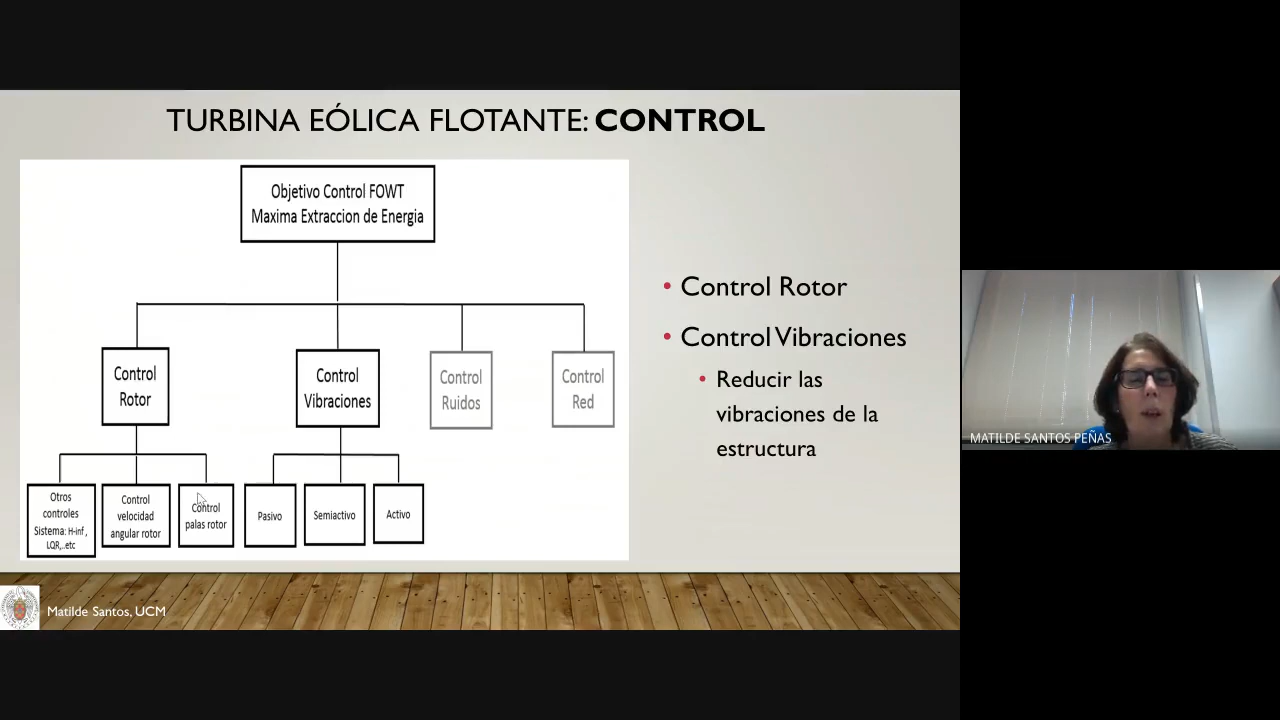 TURBINA EÓLICA FLOTANTE: CONTROL
Objetivo Control FOWT
Maxima Extraccion de Energia
Control
Rotor
Control
Vibraciones
Control
Ruidos
Control
Red
Otros
controles
Sistema: H-inf ,
LQR,..etc
Control
velocidad
angular rotor
Control
palas rotor
Pasivo
Semiactivo
Activo
• Control Rotor
• Control Vibraciones
• Reducir las
vibraciones de la
estructura
Matilde Santos, UCM
MATILDE SANTOS PEÑAS